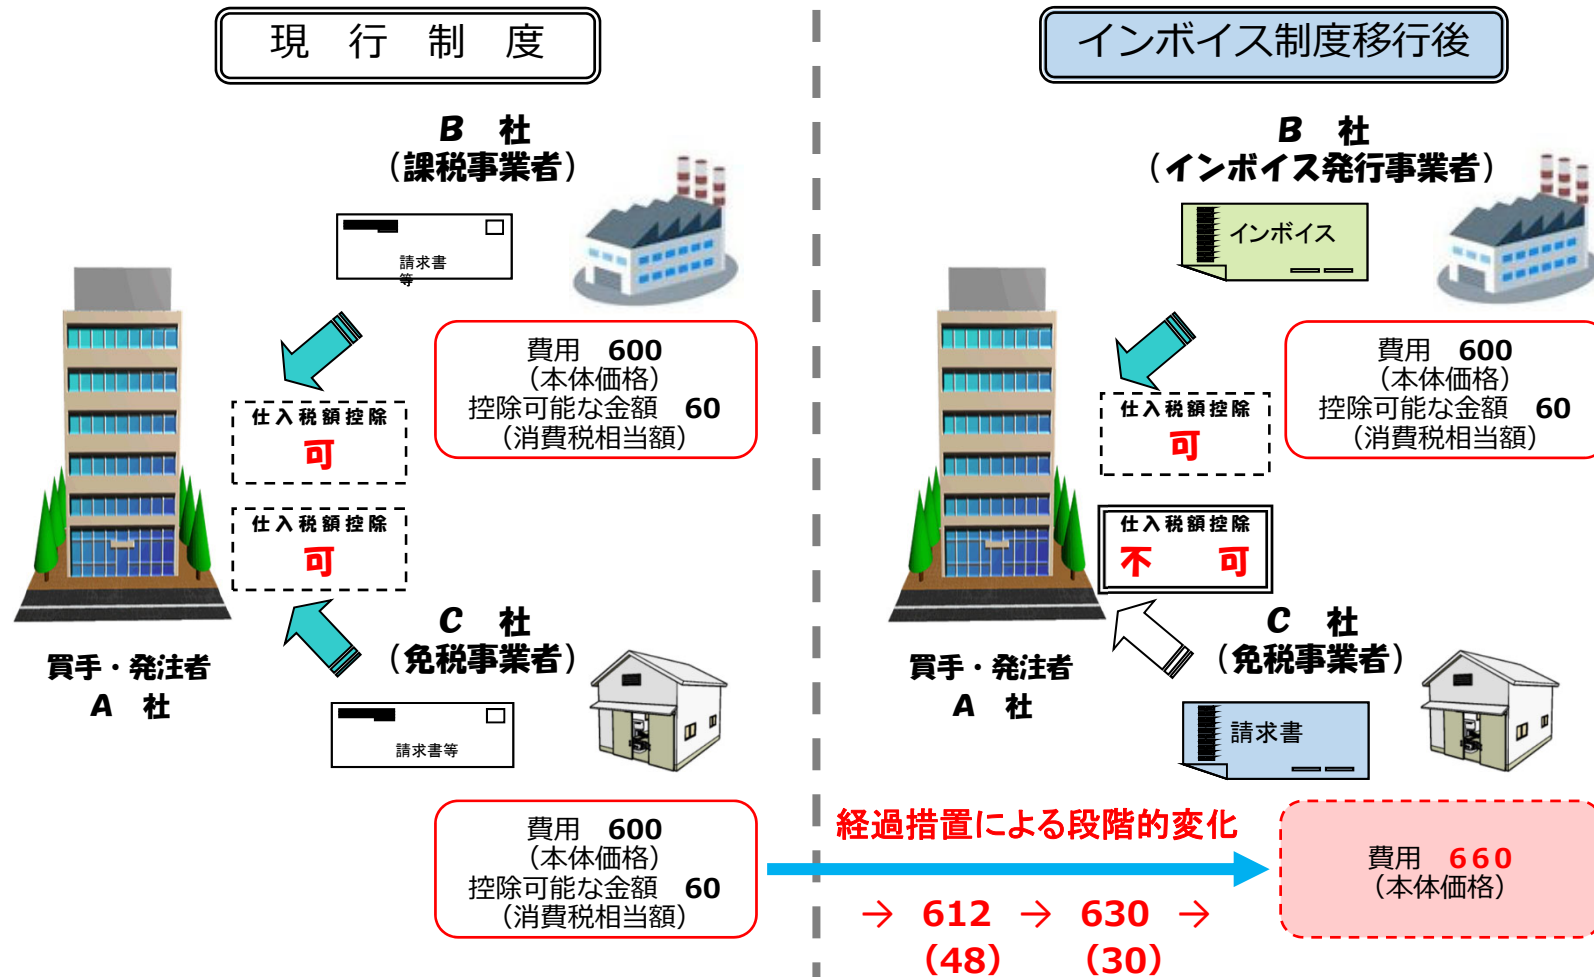 現　行　制　度
B　社
（課税事業者）
請求書
等
費用　600
（本体価格）
控除可能な金額　60
（消費税相当額）
仕入税額控除
可
仕入税額控除
可
買手・発注者
A　社
C　社
（免税事業者）
請求書等
費用　600
（本体価格）
控除可能な金額　60
（消費税相当額）
インボイス制度移行後
B　社
（インボイス発行事業者）
インボイス
費用　600
（本体価格）
控除可能な金額　60
（消費税相当額）
仕入税額控除
可
仕入税額控除
不　可
買手・発注者
A　社
C　社
（免税事業者）
請求書
経過措置による段階的変化
→　612　→　630　→
（48）　（30）
費用　660
（本体価格）